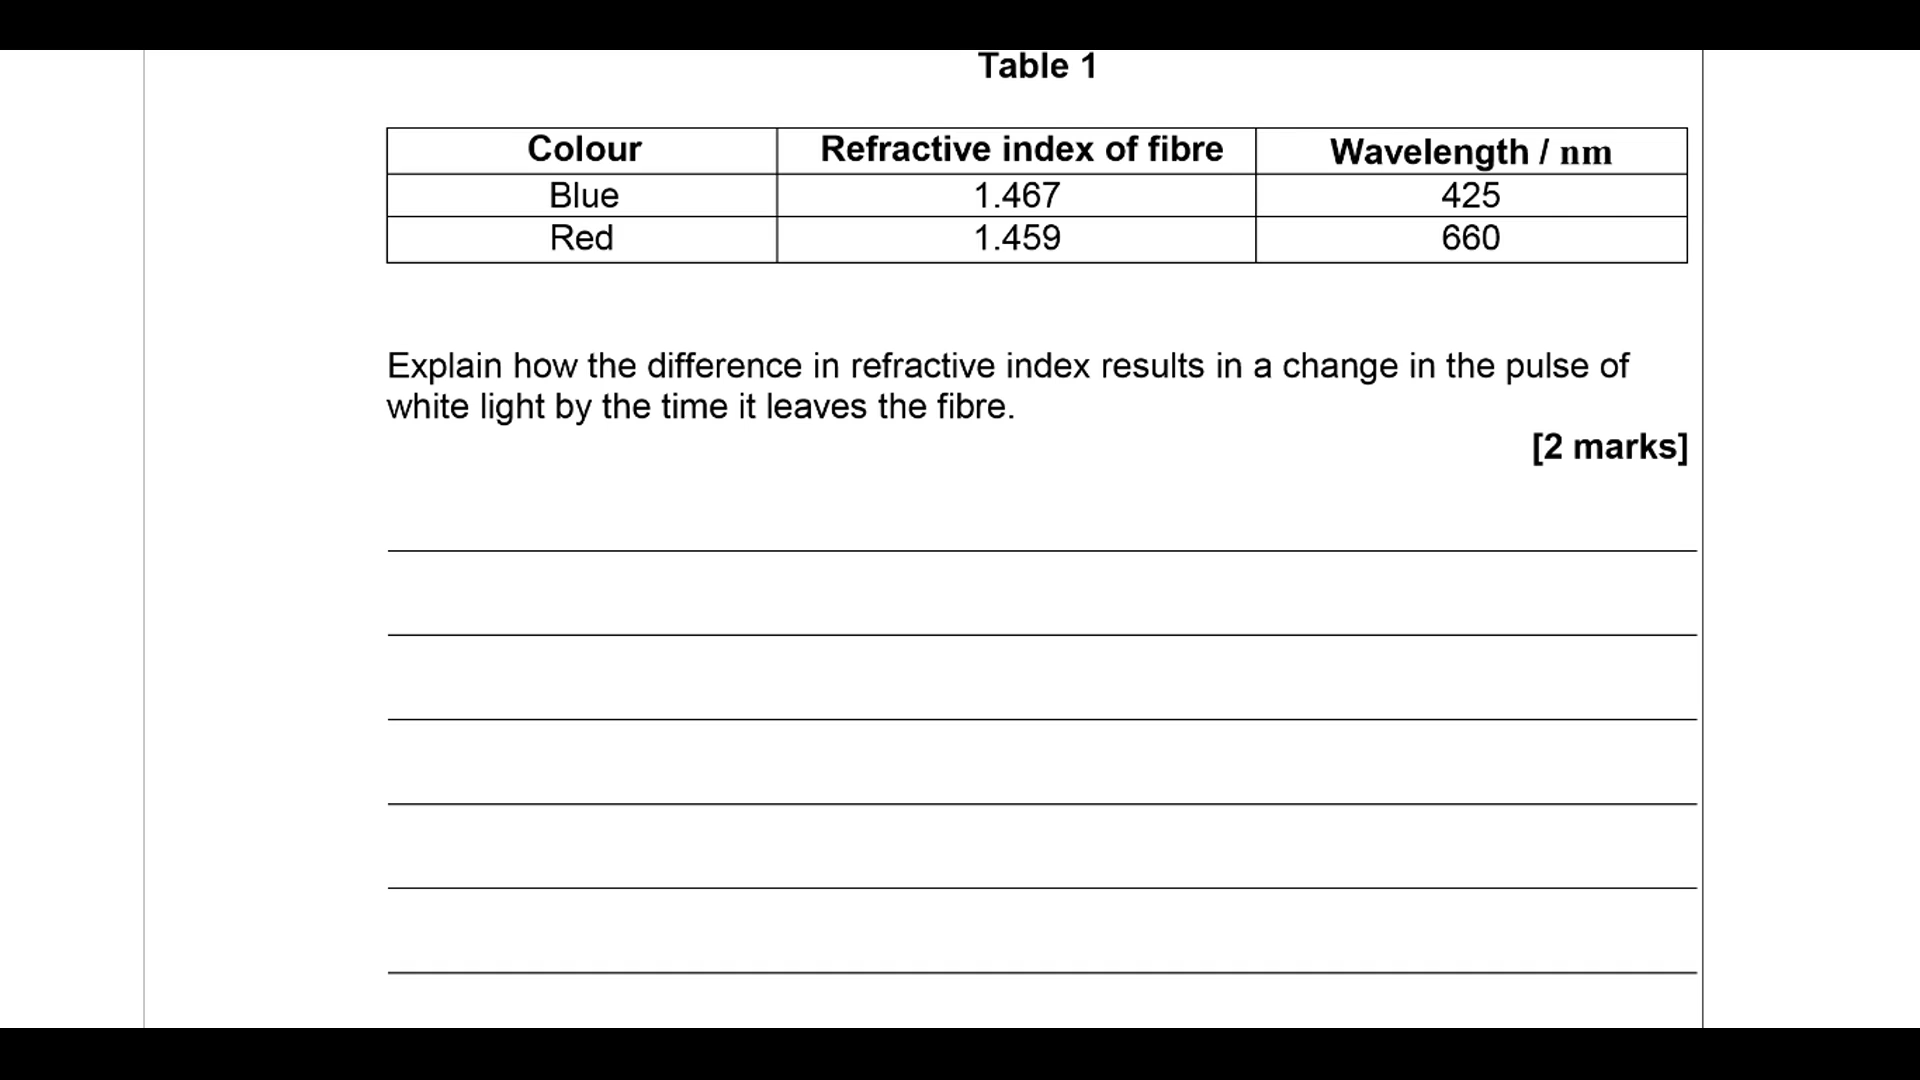 Table 1
Colour Refractive index of fibre Wavelength / nm
Blue 1.467 425
Red 1.459 660
Explain how the difference in refractive index results in a change in the pulse of
white light by the time it leaves the fibre.
[2 marks]